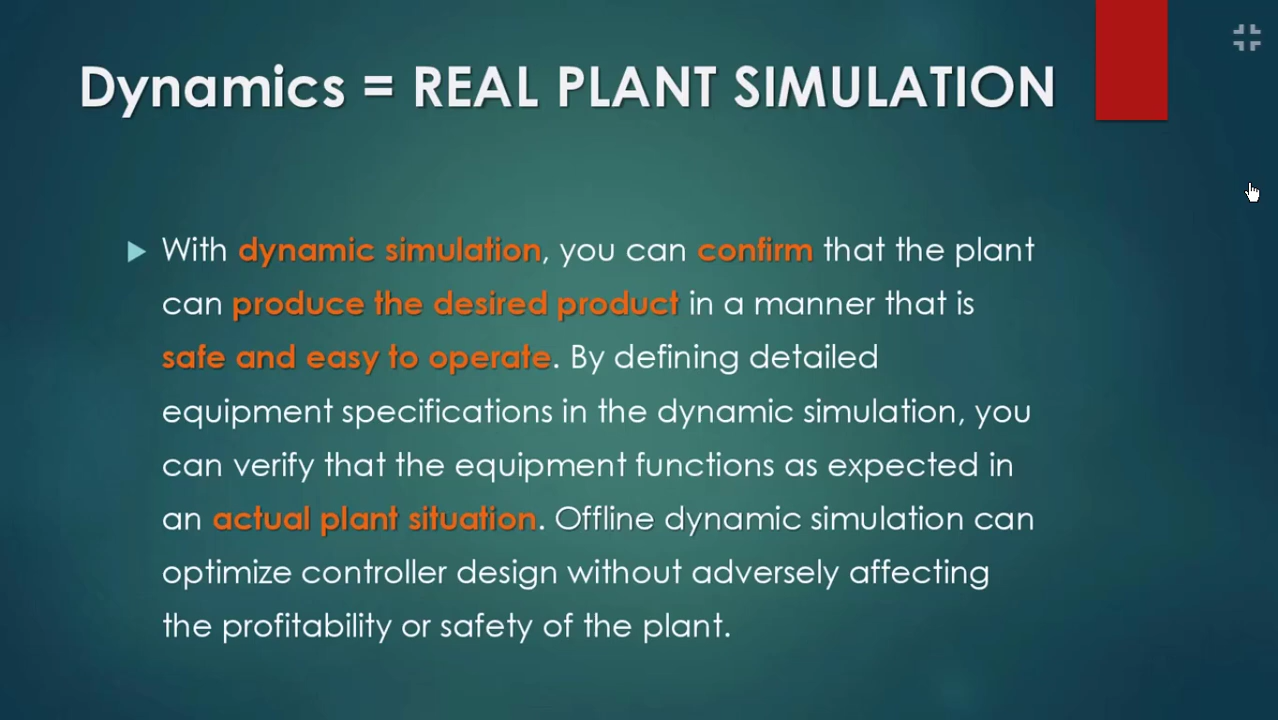 Dynamics = REAL PLANT SIMULATION
With dynamic simulation, you can confirm that the plant
can produce the desired product in a manner that is
safe and easy to operate. By defining detailed
equipment specifications in the dynamic simulation, you
can verify that the equipment functions as expected in
an actual plant situation. Offline dynamic simulation can
optimize controller design without adversely affecting
the profitability or safety of the plant.